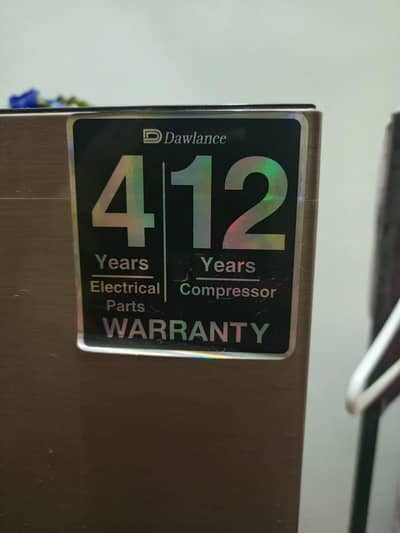 Dawlance
4 12
Years Years
Electrical Compressor
Parts
WARRANTY